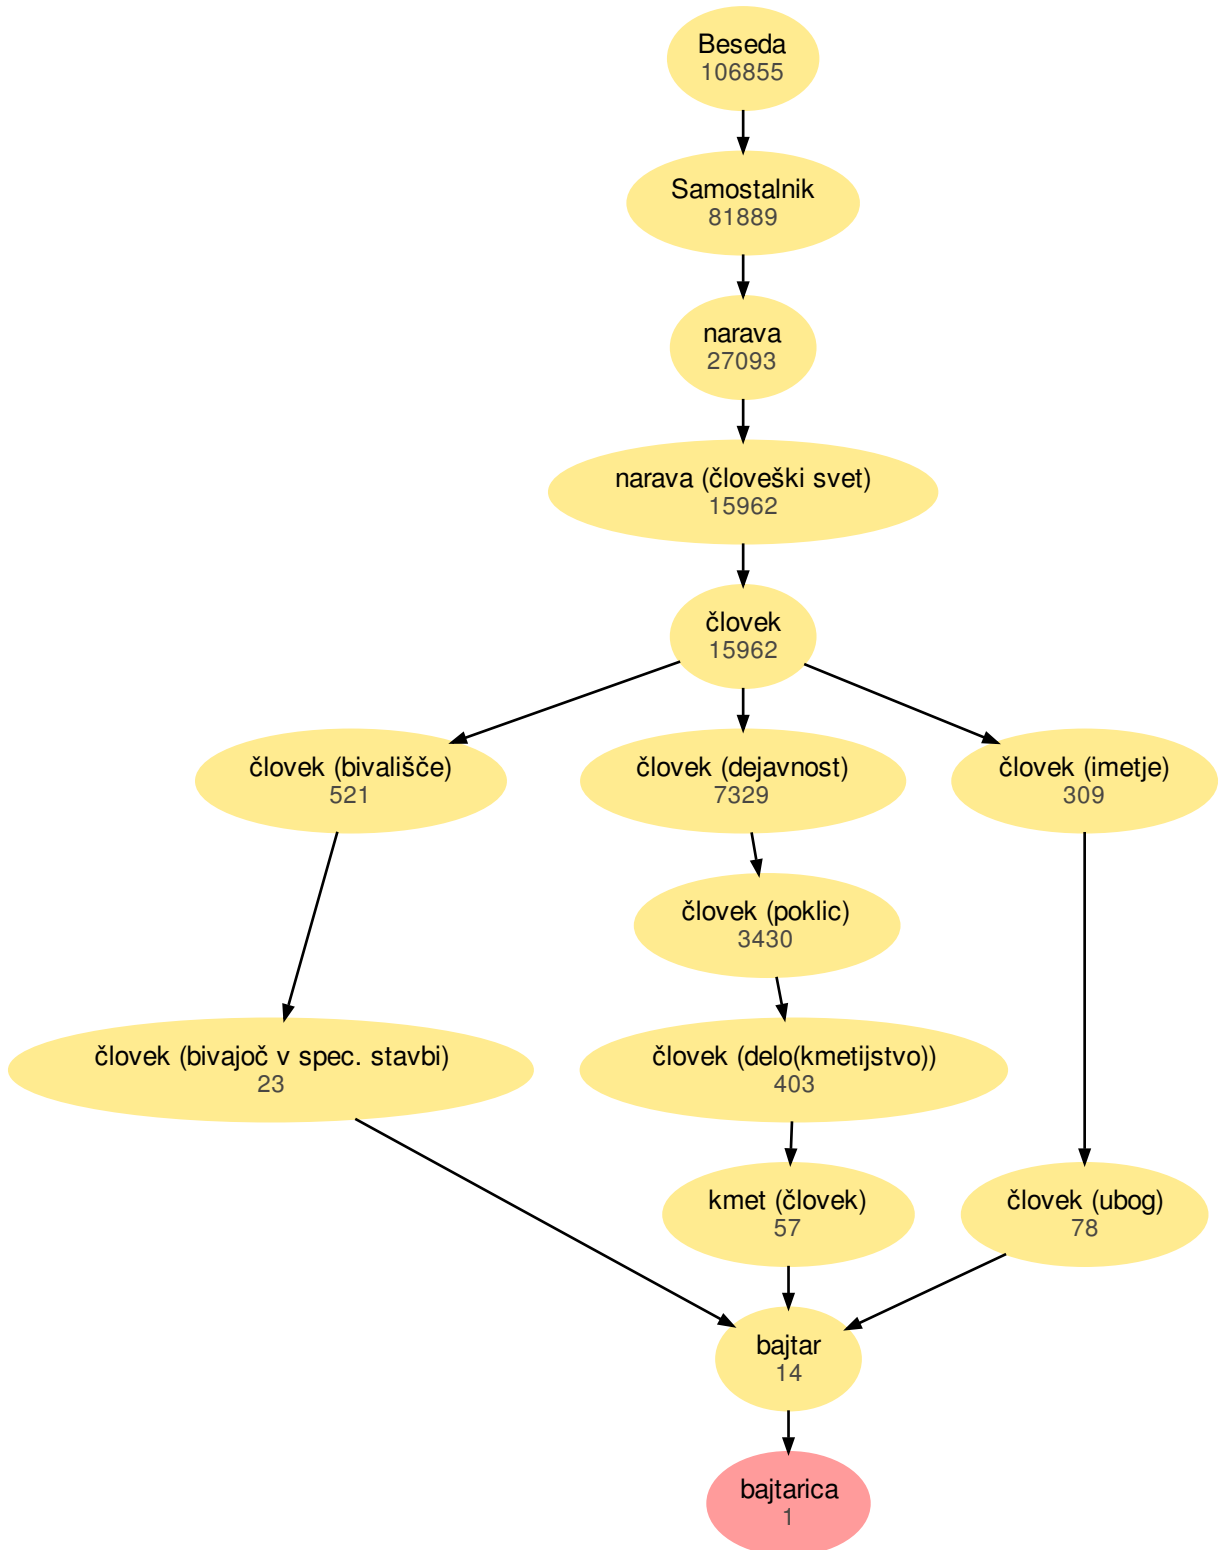 Beseda
106855
Samostalnik
81889
narava
27093
narava (človeški svet)
15962
človek
15962
človek (bivališče)
521
človek (dejavnost)
7329
človek (imetje)
309
človek (poklic)
3430
človek (bivajoč v spec. stavbi)
23
človek (delo(kmetijstvo))
403
kmet (človek)
57
človek (ubog)
78
bajtar
14
bajtarica
1